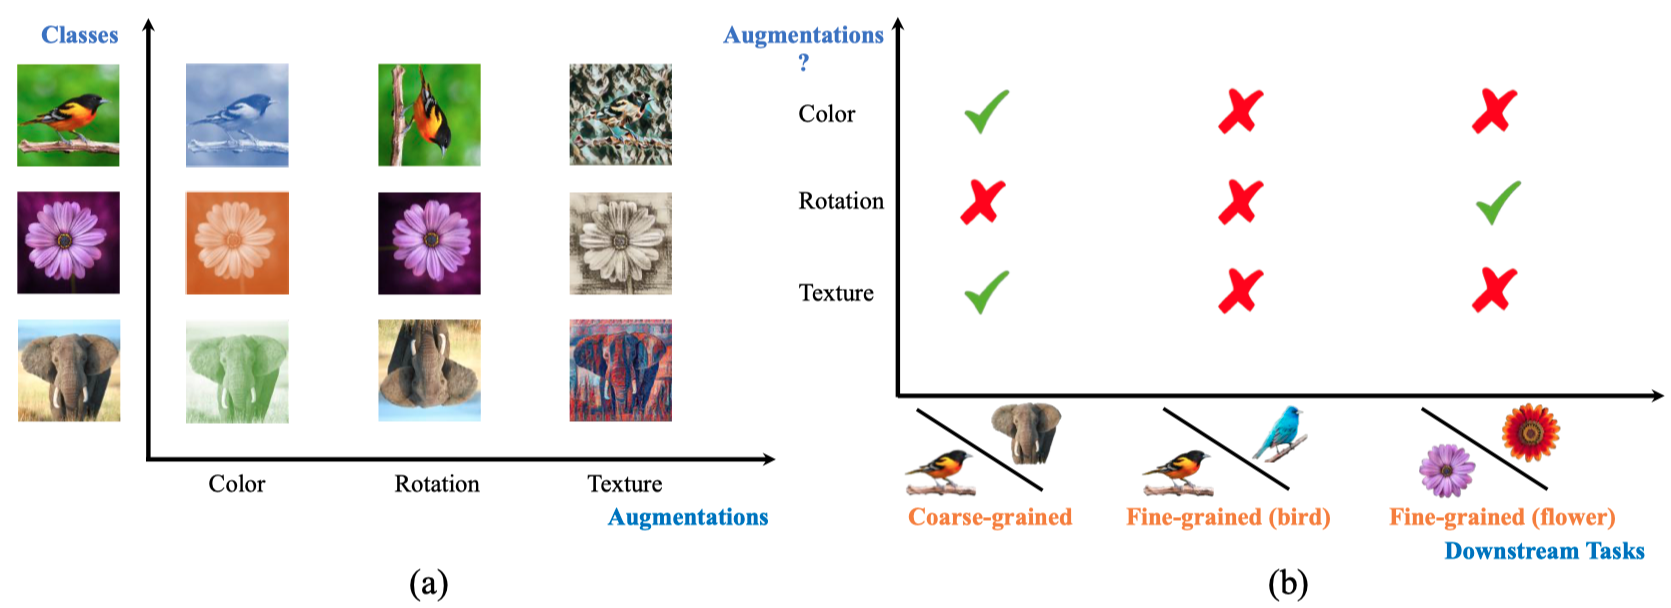 Classes
Color
Rotation
Texture
Augmentations
(a)
Augmentations
?
Color
Rotation
Texture
Coarse-grained
Fine-grained (bird)
Fine-grained (flower)
Downstream Tasks
(b)